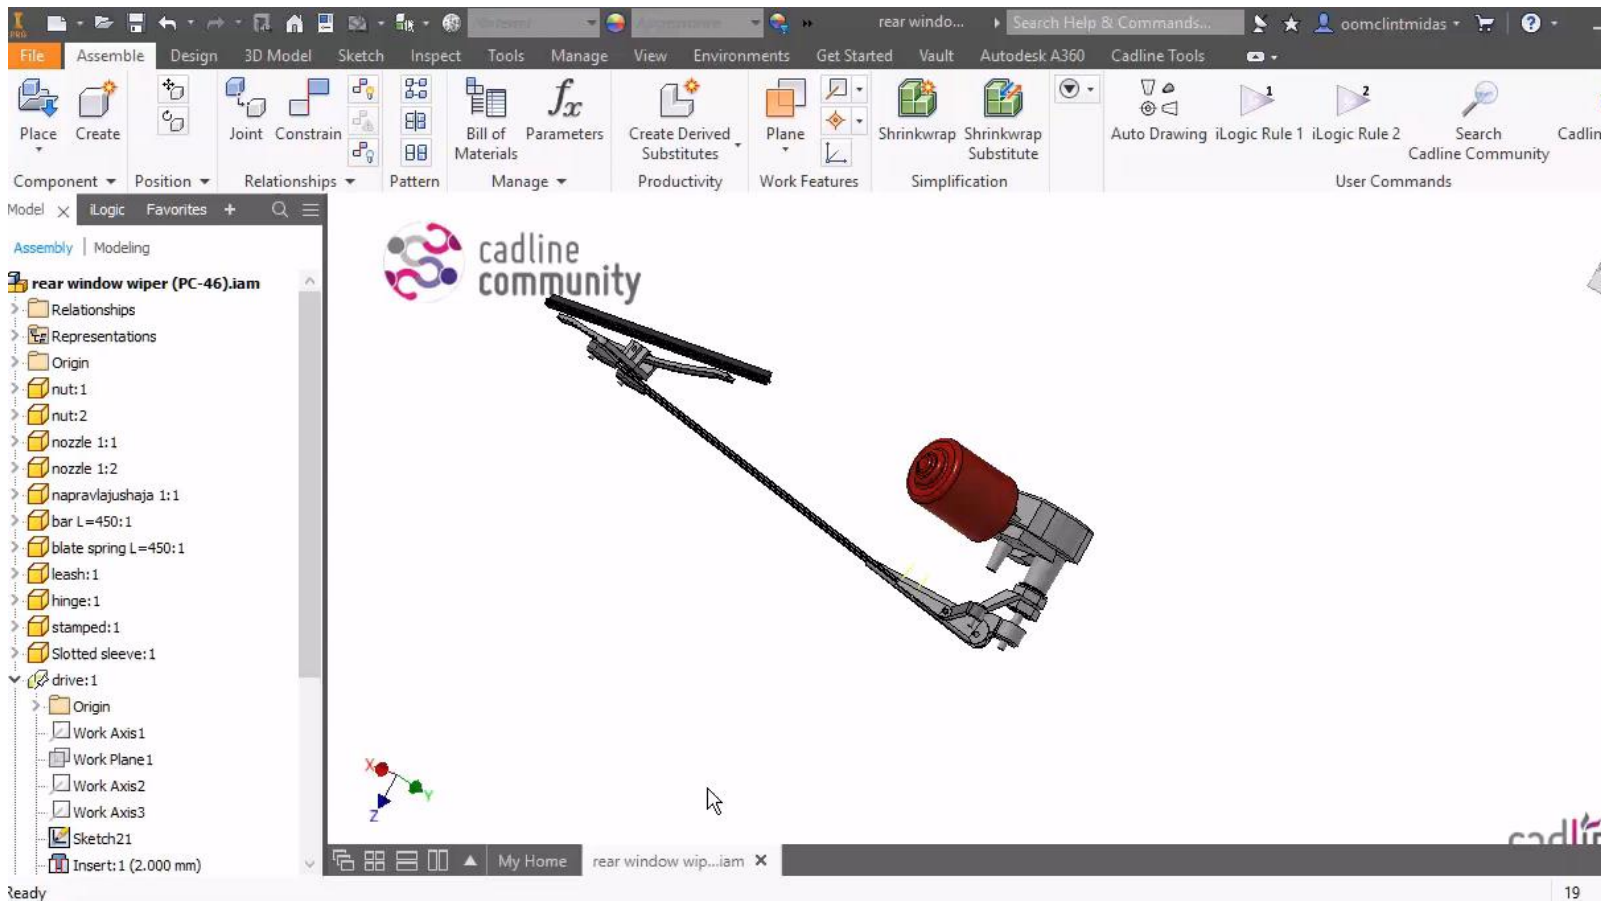 PRO
rear windo...
Search Help & Commands...
oomclintmidas
?
File Assemble Design 3D Model Sketch Inspect Tools Manage View Environments Get Started Vault Autodesk A360 Cadline Tools
Place Create Joint Constrain Bill of Materials fx Parameters Create Derived Substitutes Plane Shrinkwrap Shrinkwrap Substitute Auto Drawing 1 iLogic Rule 1 2 iLogic Rule 2 Search Cadline Community Cadlin
Component Position Relationships Pattern Manage Productivity Work Features Simplification User Commands
Model iLogic Favorites +
Assembly | Modeling
rear window wiper (PC-46).iam
Relationships
Representations
Origin
nut:1
nut:2
nozzle 1:1
nozzle 1:2
napravlajushaja 1:1
bar L=450:1
blate spring L=450:1
leash:1
hinge:1
stamped:1
Slotted sleeve:1
drive:1
Origin
Work Axis1
Work Plane1
Work Axis2
Work Axis3
Sketch21
Insert:1 (2.000 mm)
cadline
community
X
Y
Z
cadlin
My Home
rear window wip...iam
Ready
19